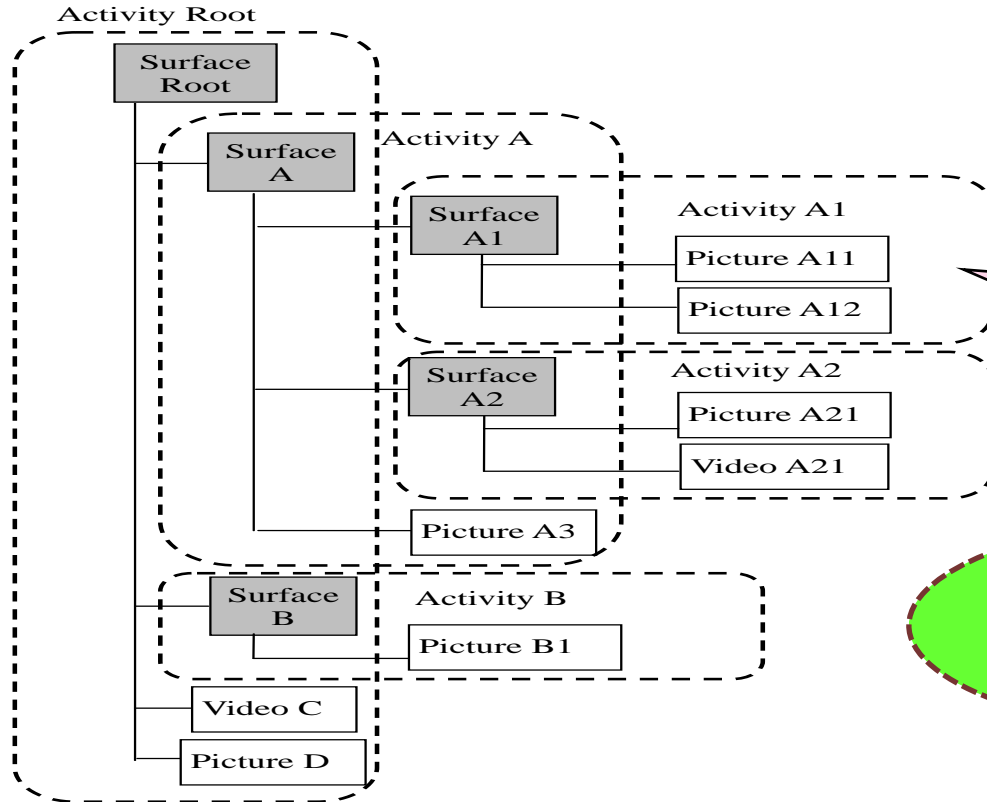 Activity Root
Surface
Root
Surface
A
Activity A
Surface
A1
Activity A1
Picture A11
Picture A12
Surface
A2
Activity A2
Picture A21
Video A21
Picture A3
Surface
B
Activity B
Picture B1
Video C
Picture D